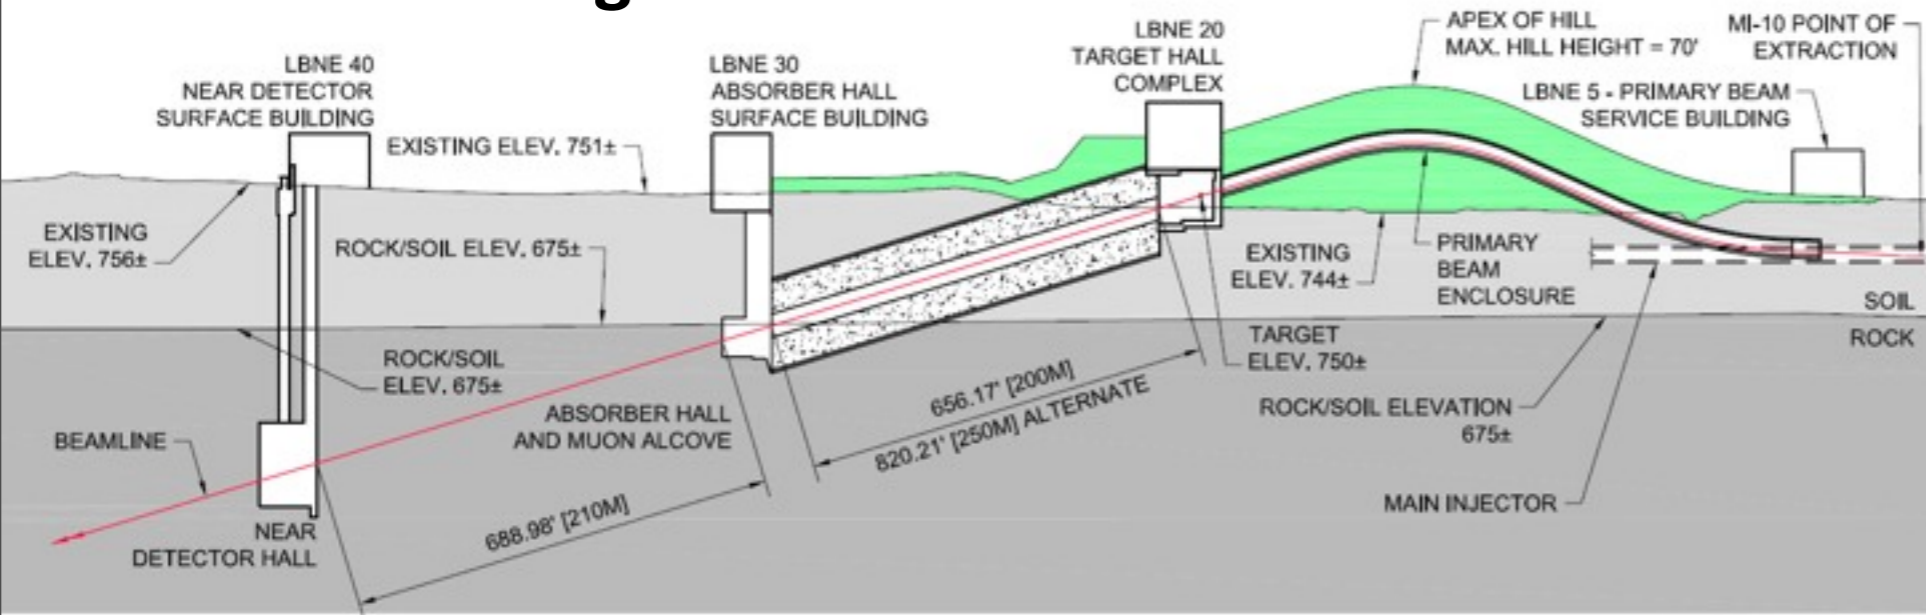 LBNE 40
NEAR DETECTOR
SURFACE BUILDING
LBNE 30
ABSORBER HALL
SURFACE BUILDING
LBNE 20
TARGET HALL
COMPLEX
APEX OF HILL
MAX. HILL HEIGHT = 70'
MI-10 POINT OF
EXTRACTION
LBNE 5 - PRIMARY BEAM
SERVICE BUILDING
EXISTING ELEV. 751±
EXISTING
ELEV. 756±
ROCK/SOIL ELEV. 675±
EXISTING
ELEV. 744±
PRIMARY
BEAM
ENCLOSURE
SOIL
ROCK
ROCK/SOIL
ELEV. 675±
TARGET
ELEV. 750±
656.17' [200M]
820.21' [250M] ALTERNATE
ROCK/SOIL ELEVATION
675±
BEAMLINE
ABSORBER HALL
AND MUON ALCOVE
MAIN INJECTOR
688.98' [210M]
NEAR
DETECTOR HALL